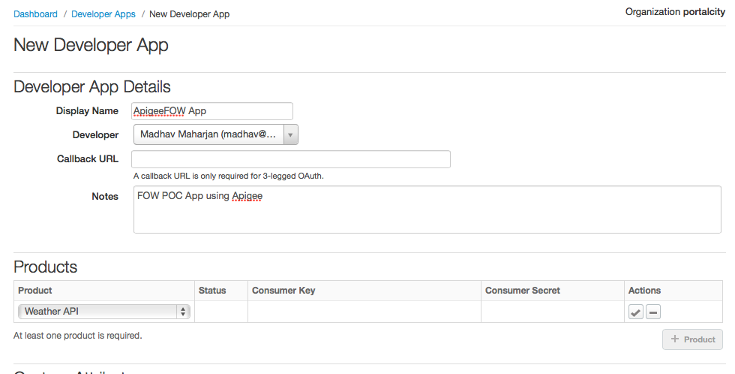 Dashboard / Developer Apps / New Developer App
Organization portalcity
New Developer App
Developer App Details
Display Name ApigeeFOW App
Developer Madhav Maharjan (madhav@...
Callback URL
A callback URL is only required for 3-legged OAuth.
Notes FOW POC App using Apigee
Products
Product Status Consumer Key Consumer Secret Actions
Weather API
At least one product is required.
+ Product